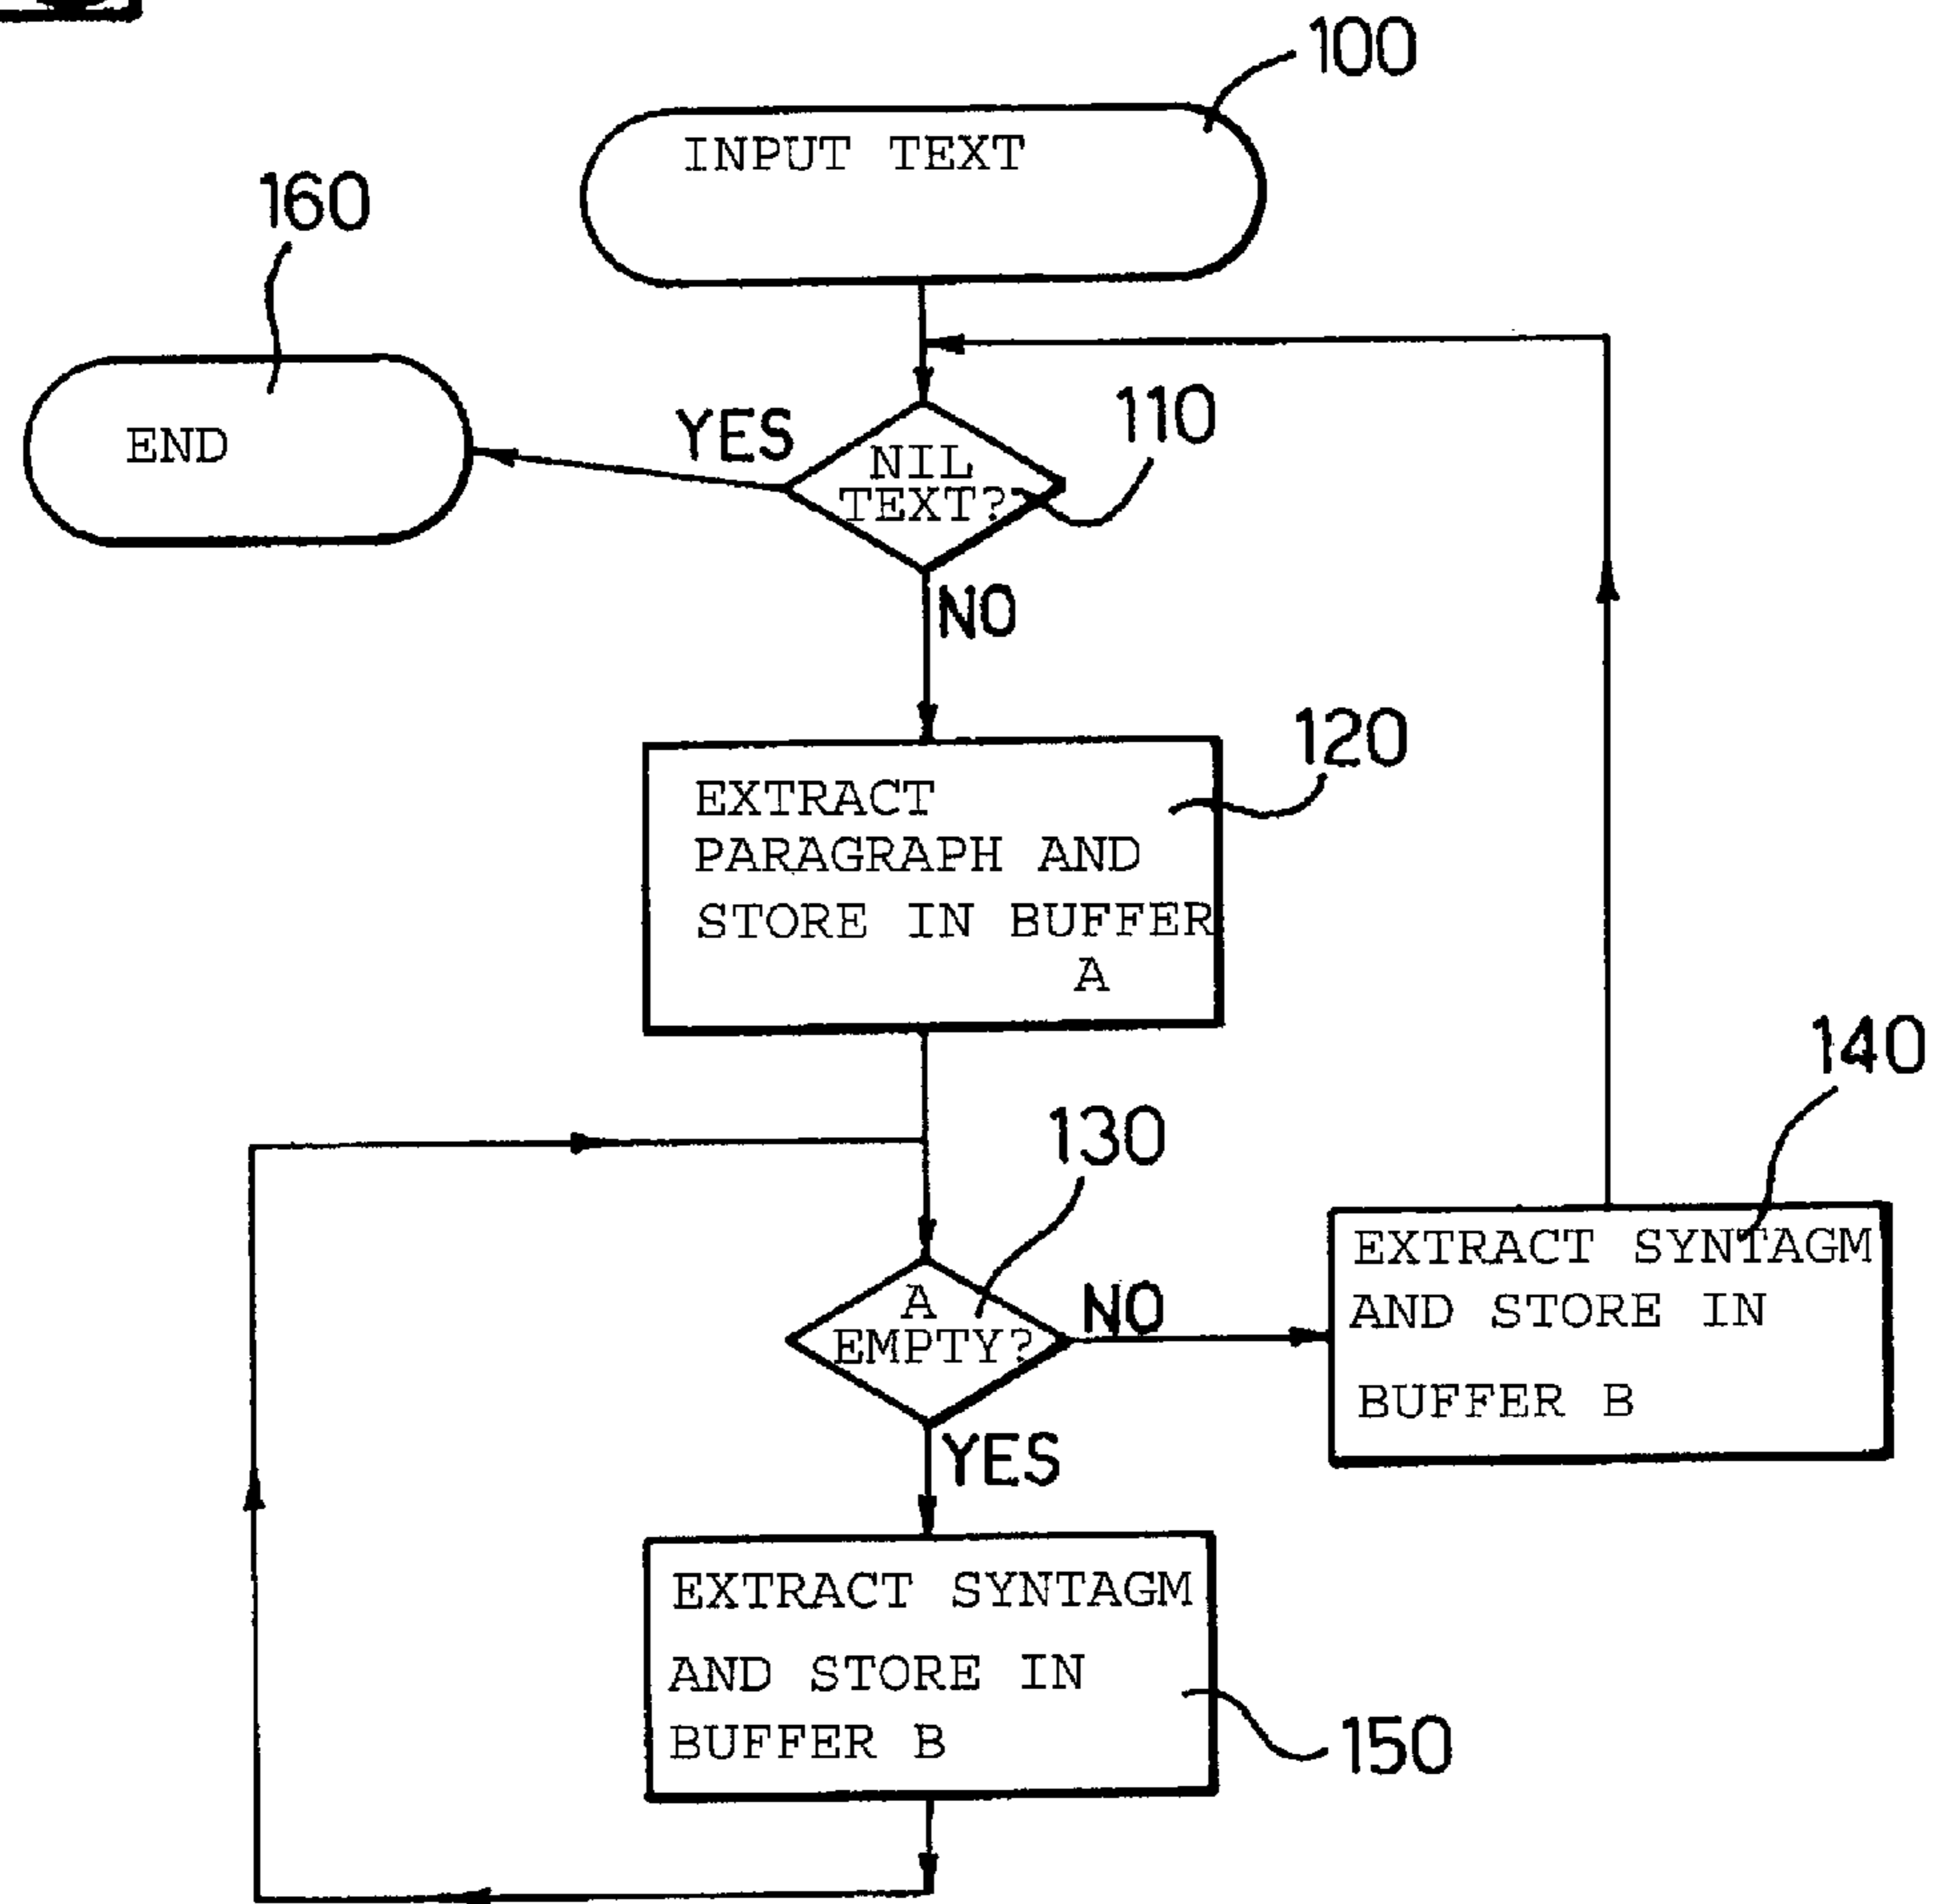 100
INPUT TEXT
160
END
YES
110
NIL
TEXT?
NO
120
EXTRACT
PARAGRAPH AND
STORE IN BUFFER
A
130
A
EMPTY?
NO
140
EXTRACT SYNTAGM
AND STORE IN
BUFFER B
YES
EXTRACT SYNTAGM
AND STORE IN
BUFFER B
150